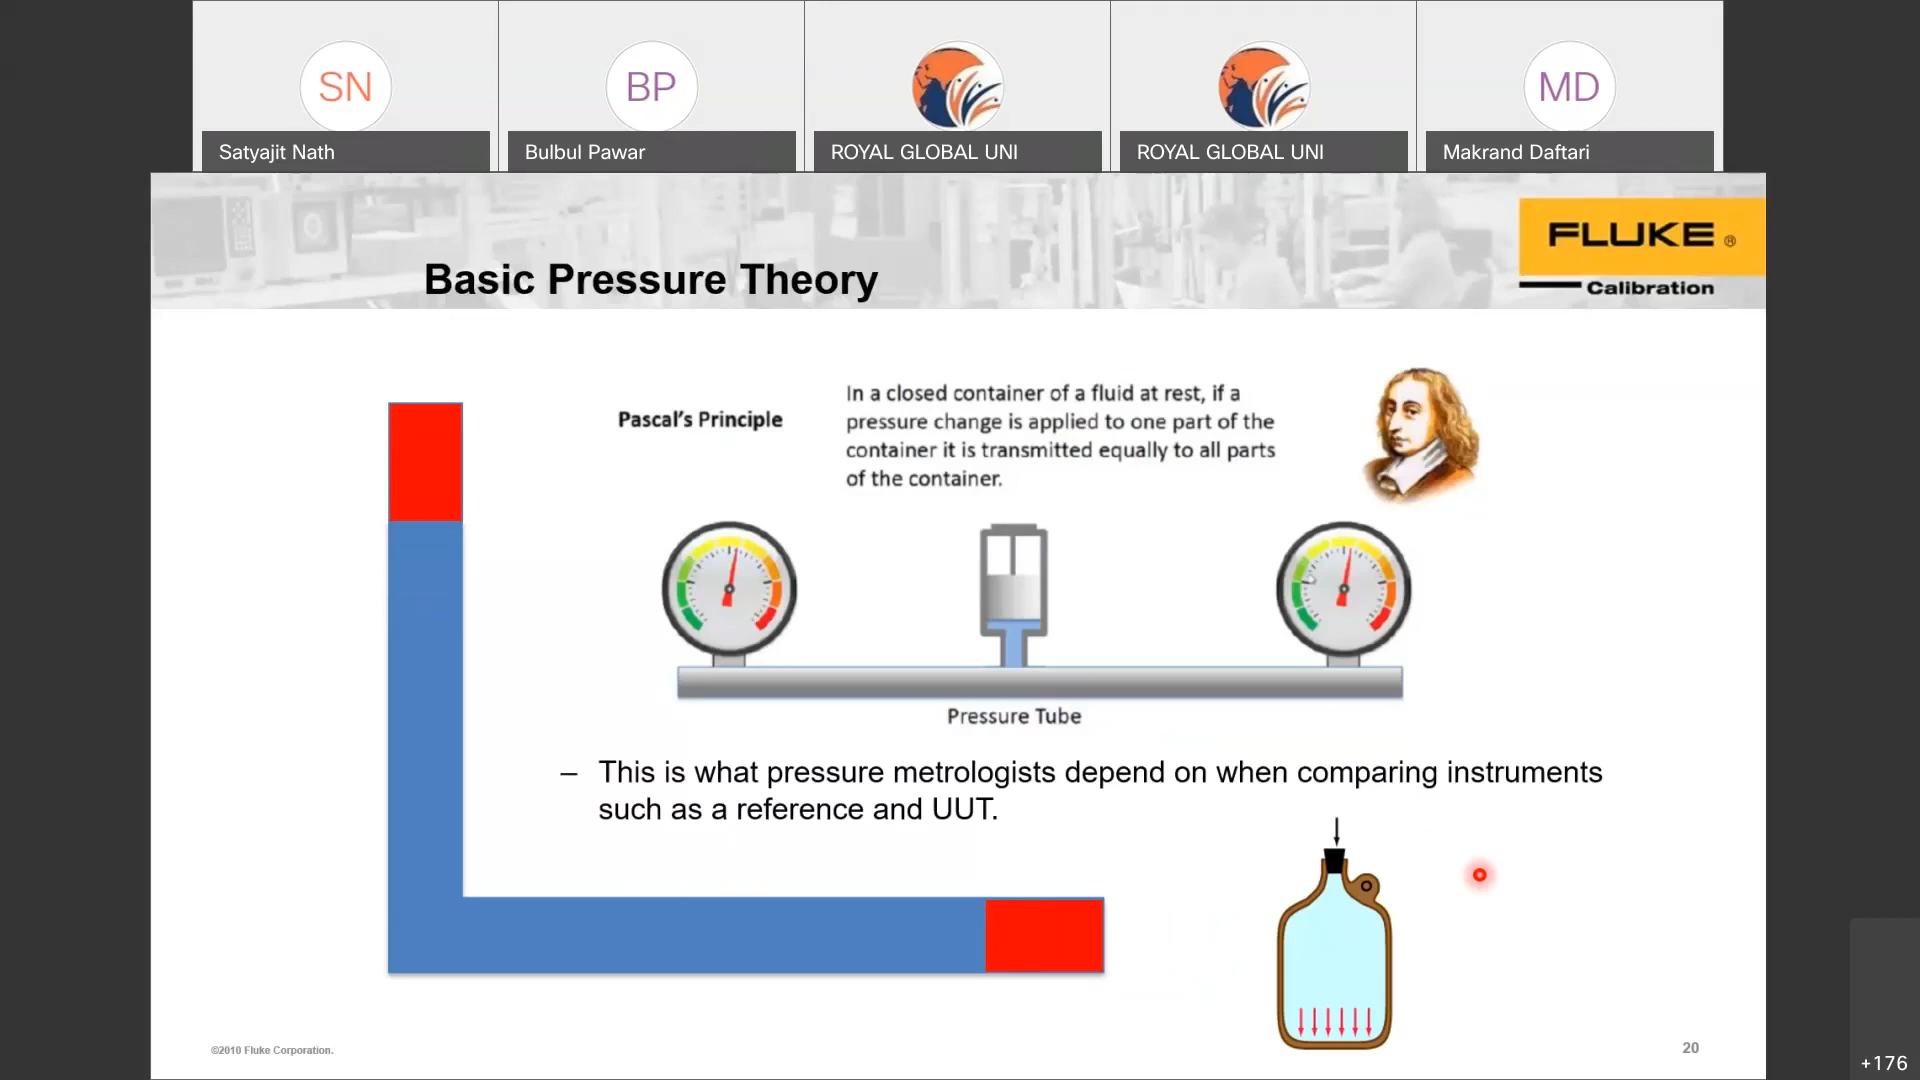 SN
BP
MD
Satyajit Nath
Bulbul Pawar
ROYAL GLOBAL UNI
ROYAL GLOBAL UNI
Makrand Daftari
FLUKE ®
Calibration
Basic Pressure Theory
Pascal's Principle
In a closed container of a fluid at rest, if a
pressure change is applied to one part of the
container it is transmitted equally to all parts
of the container.
Pressure Tube
– This is what pressure metrologists depend on when comparing instruments
such as a reference and UUT.
©2010 Fluke Corporation.
20
+176